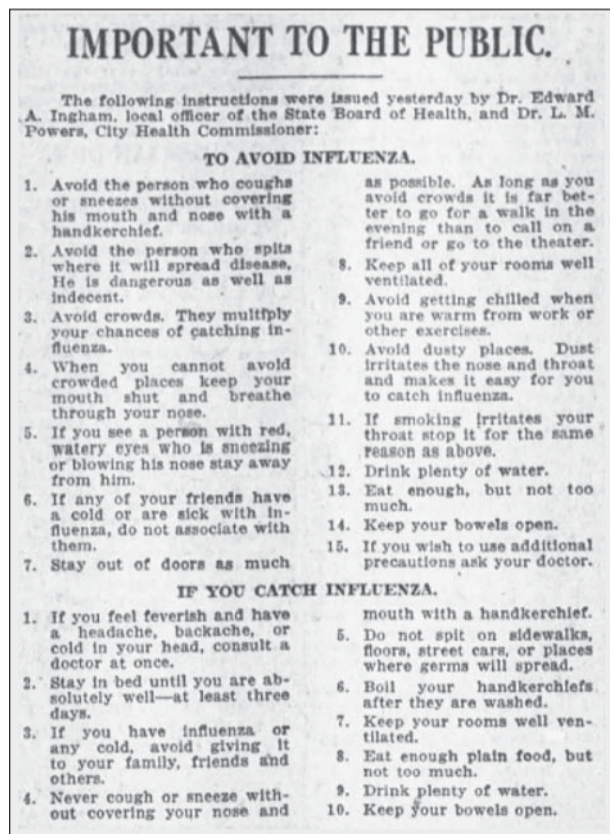 IMPORTANT TO THE PUBLIC.
The following instructions were issued yesterday by Dr. Edward
A. Ingham, local officer of the State Board of Health, and Dr. L. M.
Powers, City Health Commissioner:
TO AVOID INFLUENZA.
1. Avoid the person who coughs
or sneezes without covering
his mouth and nose with a
handkerchief.
2. Avoid the person who spits
where it will spread disease.
He is dangerous as well as
indecent.
3. Avoid crowds. They multiply
your chances of catching in-
fluenza.
4. When you cannot avoid
crowded places keep your
mouth shut and breathe
through your nose.
5. If you see a person with red,
watery eyes who is sneezing
or blowing his nose stay away
from him.
6. If any of your friends have
a cold or are sick with in-
fluenza, do not associate with
them.
7. Stay out of doors as much
as possible. As long as you
avoid crowds it is far bet-
ter to go for a walk in the
evening than to call on a
friend or go to the theater.
8. Keep all of your rooms well
ventilated.
9. Avoid getting chilled when
you are warm from work or
other exercises.
10. Avoid dusty places. Dust
irritates the nose and throat
and makes it easy for you
to catch influenza.
11. If smoking irritates your
throat stop it for the same
reason as above.
12. Drink plenty of water.
13. Eat enough, but not too
much.
14. Keep your bowels open.
15. If you wish to use additional
precautions ask your doctor.
IF YOU CATCH INFLUENZA.
1. If you feel feverish and have
a headache, backache, or
cold in your head, consult a
doctor at once.
2. Stay in bed until you are ab-
solutely well—at least three
days.
3. If you have influenza or
any cold, avoid giving it
to your family, friends and
others.
4. Never cough or sneeze with-
out covering your nose and
mouth with a handkerchief.
5. Do not spit on sidewalks,
floors, street cars, or places
where germs will spread.
6. Boil your handkerchiefs
after they are washed.
7. Keep your rooms well ven-
tilated.
8. Eat enough plain food, but
not too much.
9. Drink plenty of water.
10. Keep your bowels open.